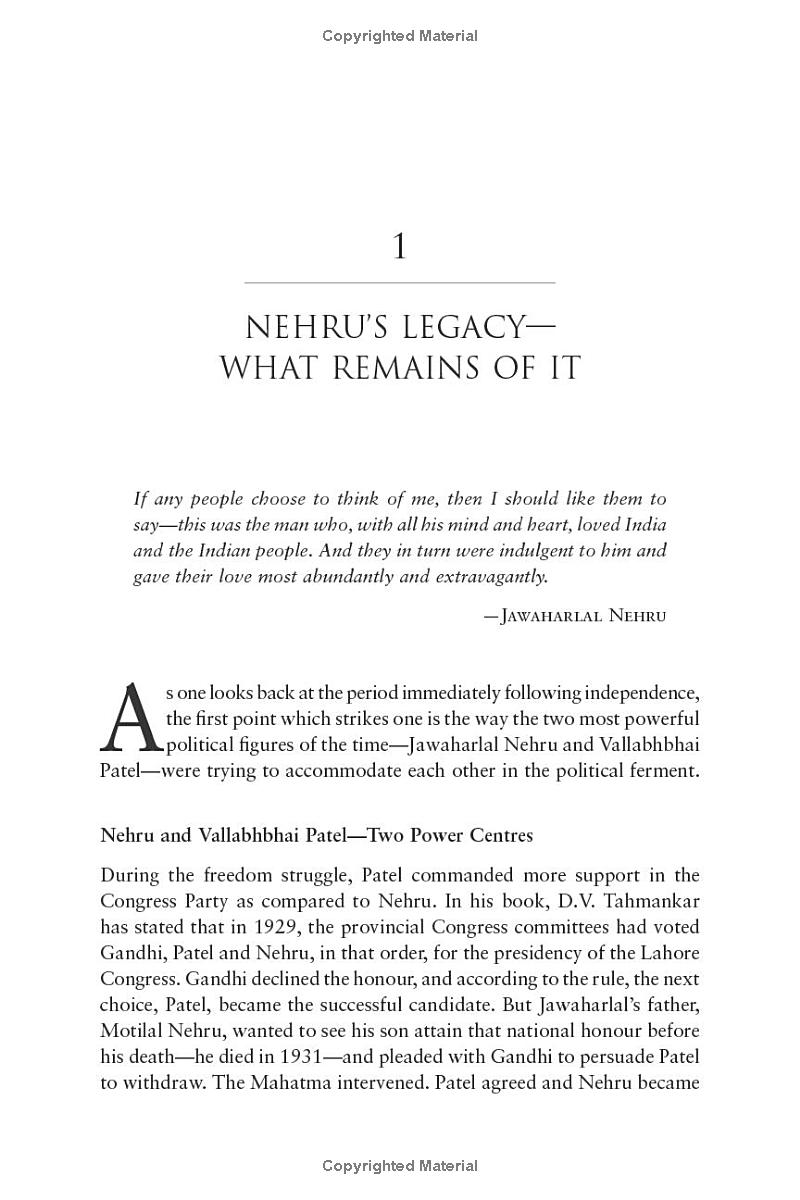 Copyrighted Material
1
NEHRU'S LEGACY—
WHAT REMAINS OF IT
If any people choose to think of me, then I should like them to
say—this was the man who, with all his mind and heart, loved India
and the Indian people. And they in turn were indulgent to him and
gave their love most abundantly and extravagantly.
—Jawaharlal Nehru
As one looks back at the period immediately following independence,
the first point which strikes one is the way the two most powerful
political figures of the time—Jawaharlal Nehru and Vallabhbhai
Patel—were trying to accommodate each other in the political ferment.
Nehru and Vallabhbhai Patel—Two Power Centres
During the freedom struggle, Patel commanded more support in the
Congress Party as compared to Nehru. In his book, D.V. Tahmankar
has stated that in 1929, the provincial Congress committees had voted
Gandhi, Patel and Nehru, in that order, for the presidency of the Lahore
Congress. Gandhi declined the honour, and according to the rule, the next
choice, Patel, became the successful candidate. But Jawaharlal's father,
Motilal Nehru, wanted to see his son attain that national honour before
his death—he died in 1931—and pleaded with Gandhi to persuade Patel
to withdraw. The Mahatma intervened. Patel agreed and Nehru became
Copyrighted Material